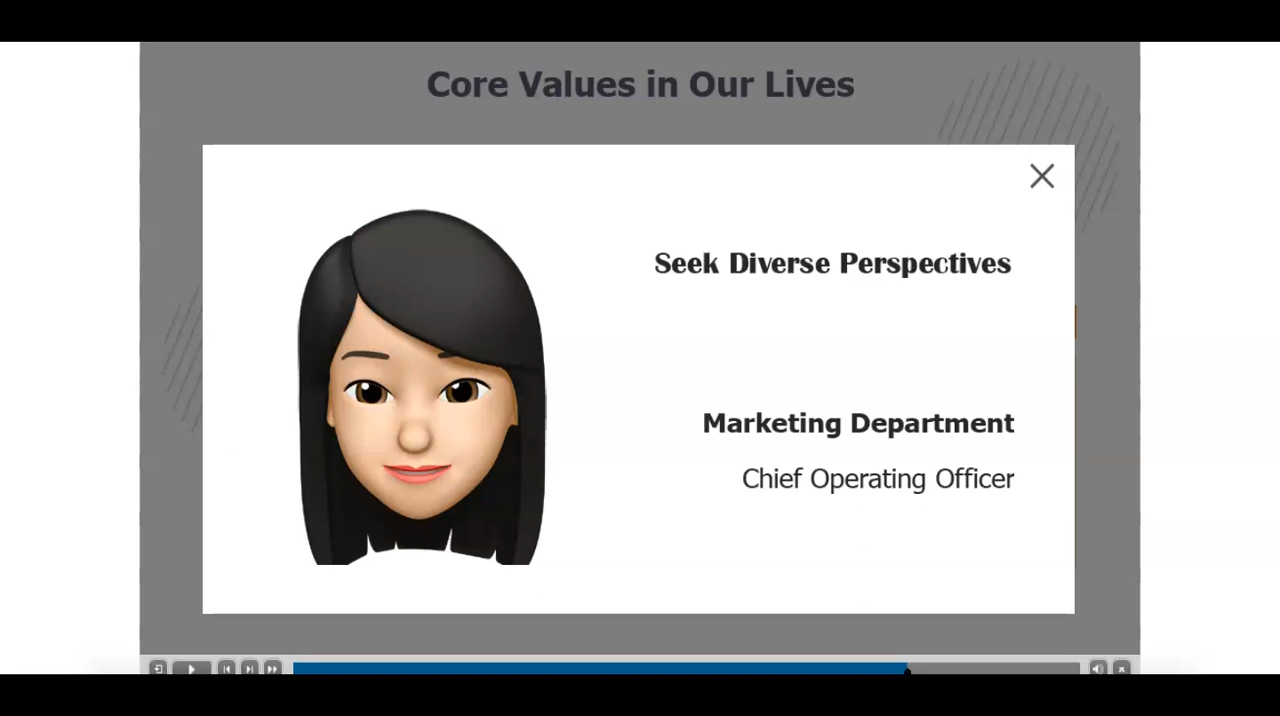 Core Values in Our Lives
Seek Diverse Perspectives
Marketing Department
Chief Operating Officer